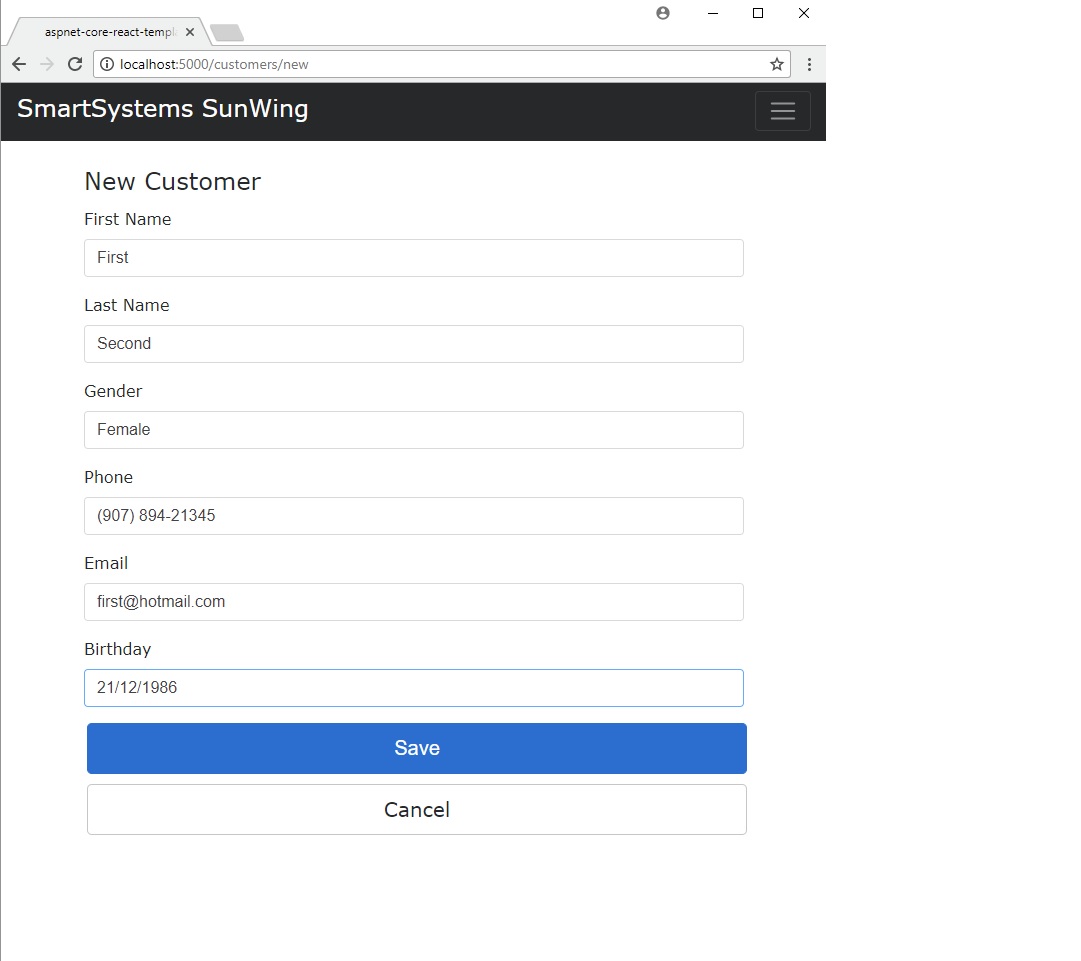 aspnet-core-react-templ
localhost:5000/customers/new
SmartSystems SunWing
New Customer
First Name
First
Last Name
Second
Gender
Female
Phone
(907) 894-21345
Email
first@hotmail.com
Birthday
21/12/1986
Save
Cancel